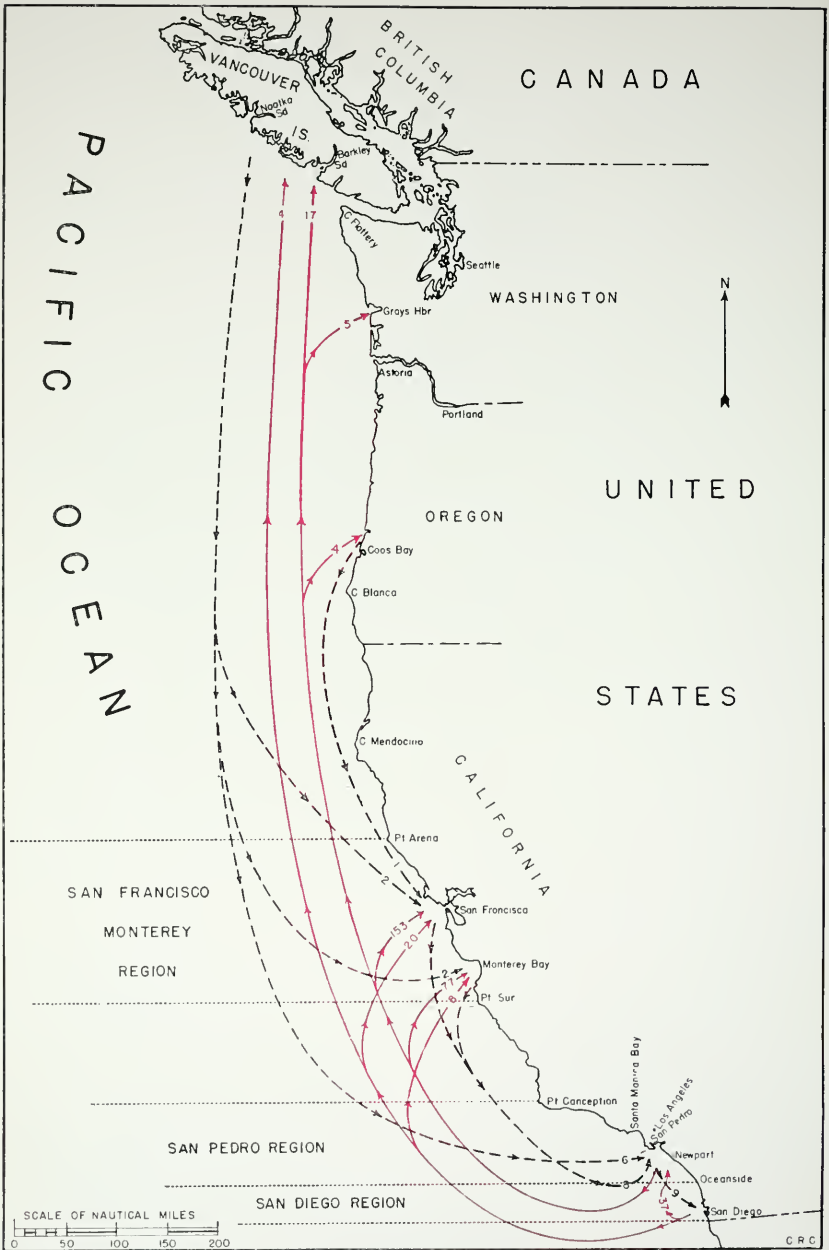 BRITISH
COLUMBIA
CANADA
VANCOUVER
IS.
Nootka
Sd
Barkley
Sd
PACIFIC OCEAN
4
17
C Flattery
Seattle
WASHINGTON
N
Grays Hbr
5
Astoria
Portland
UNITED
OREGON
4
Coos Bay
C Blanca
STATES
C Mendocino
CALIFORNIA
Pt Arena
1
2
SAN FRANCISCO
MONTEREY
REGION
San Francisco
153
20
Monterey Bay
2
77
8
Pt Sur
Santa Monica Bay
Pt Conception
Los Angeles
San Pedro
SAN PEDRO REGION
Newport
6
8
Oceanside
9
37
SAN DIEGO REGION
San Diego
SCALE OF NAUTICAL MILES
0 50 100 150 200
C R C